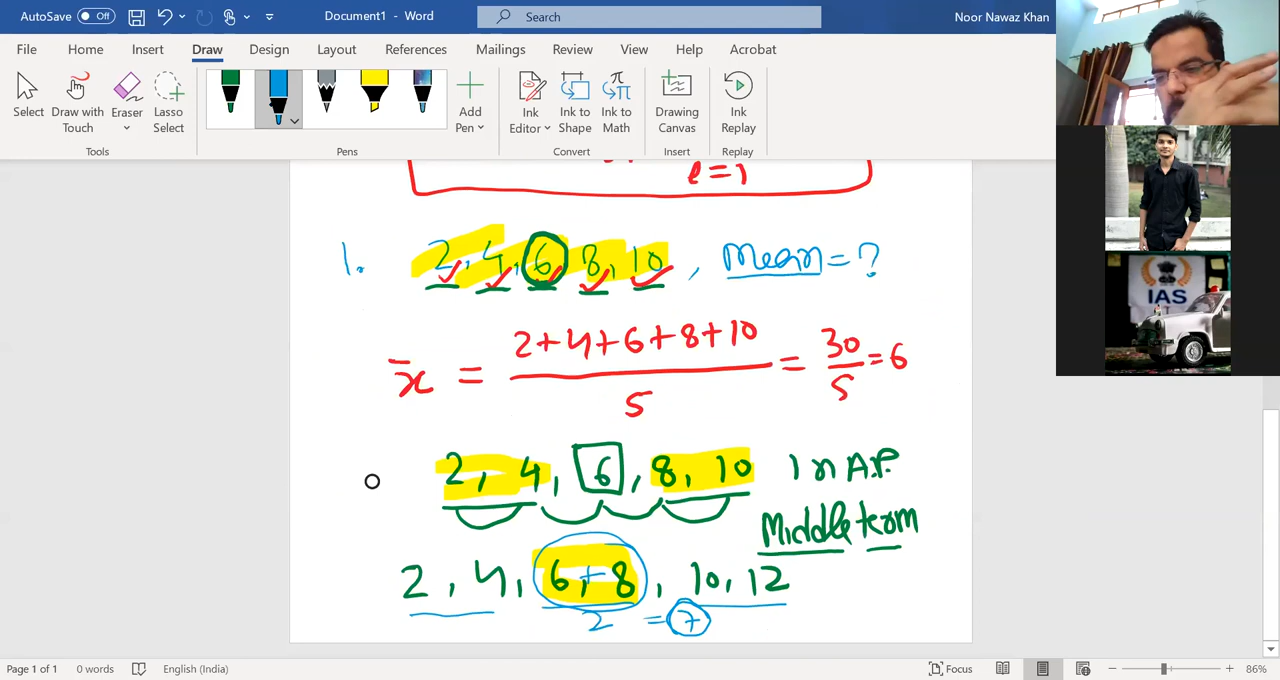 AutoSave Off Document1 - Word Search Noor Nawaz Khan
File Home Insert Draw Design Layout References Mailings Review View Help Acrobat
Select Draw with Touch Eraser Lasso Select Add Pen Ink Editor Ink to Shape Ink to Math Drawing Canvas Ink Replay
Tools Pens Convert Insert Replay
l=1
1. 2, 4, 6, 8, 10, mean = ?
x̄ = 2+4+6+8+10 / 5 = 30/5 = 6
2, 4, 6, 8, 10 In A.P.
Middle term
2, 4, 6, + 8, 10, 12
2 = 7
IAS
Page 1 of 1 0 words English (India) Focus 86%